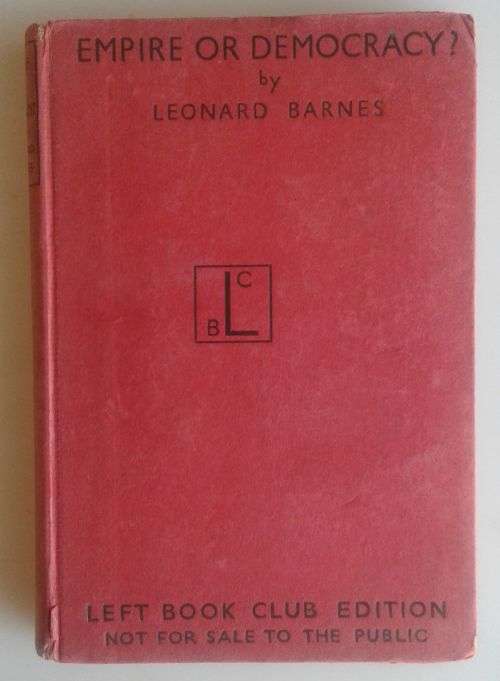 EMPIRE OR DEMOCRACY?
by
LEONARD BARNES
L
C
B
LEFT BOOK CLUB EDITION
NOT FOR SALE TO THE PUBLIC